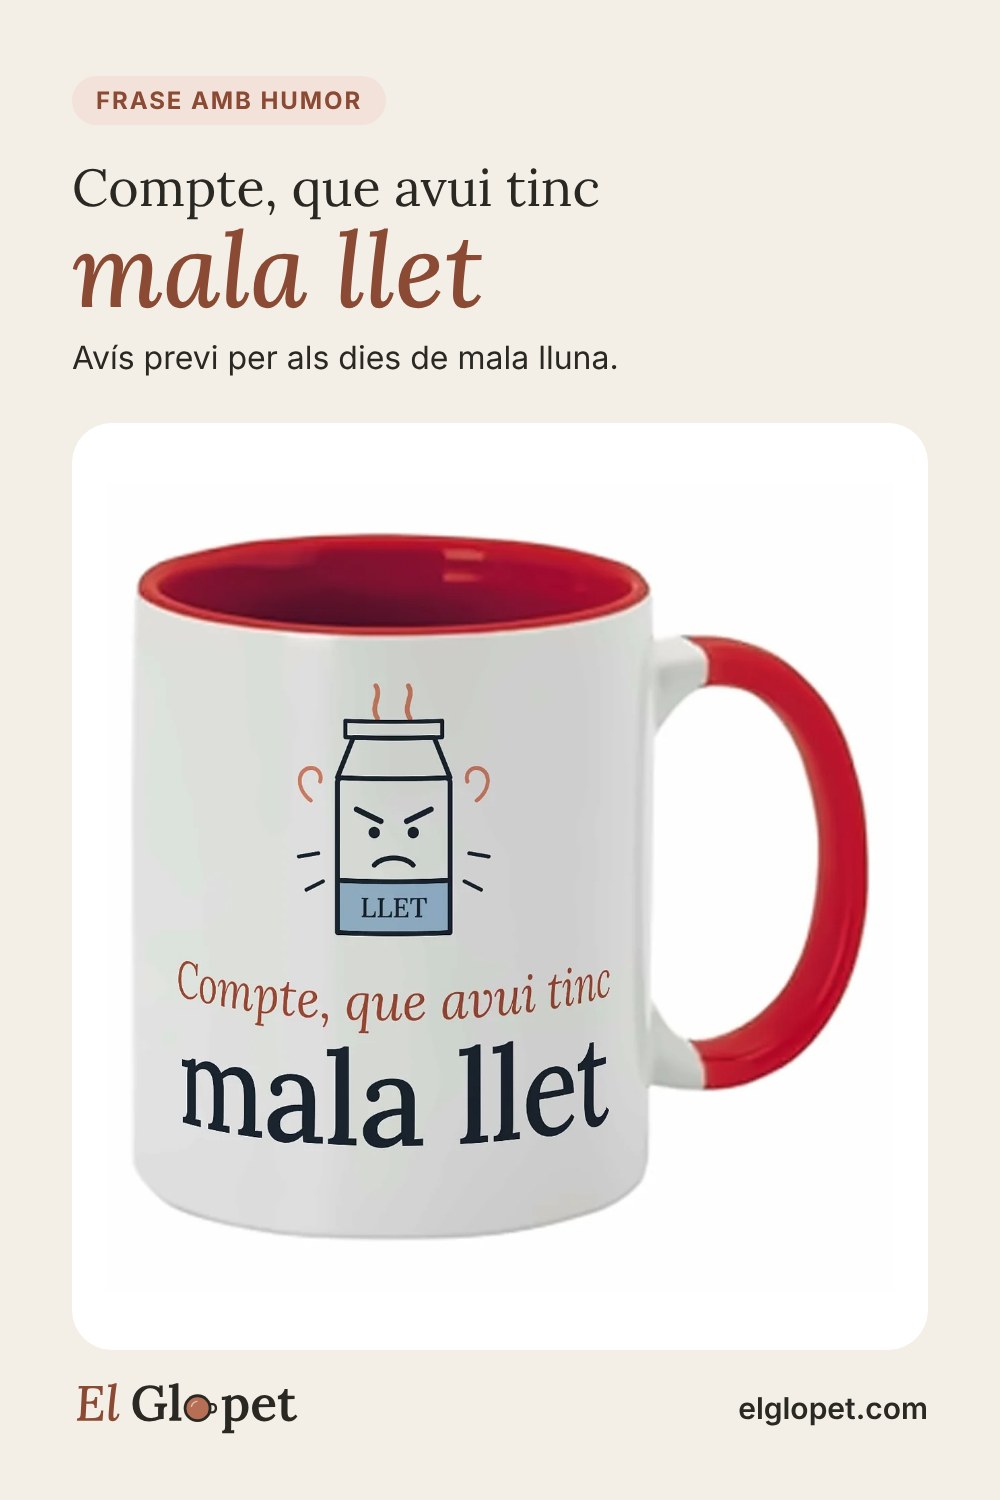 FRASE AMB HUMOR
Compte, que avui tinc
mala llet
Avís previ per als dies de mala lluna.
LLET
Compte, que avui tinc
mala llet
El Glopet
elglopet.com